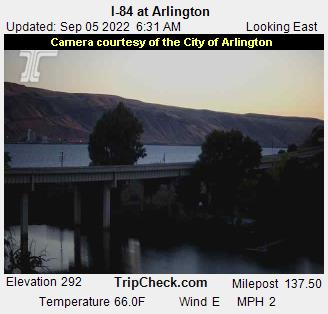 I-84 at Arlington
Updated: Sep 05 2022 6:31 AM Looking East
Camera courtesy of the City of Arlington
Elevation 292 TripCheck.com Milepost 137.50
Temperature 66.0F Wind E MPH 2